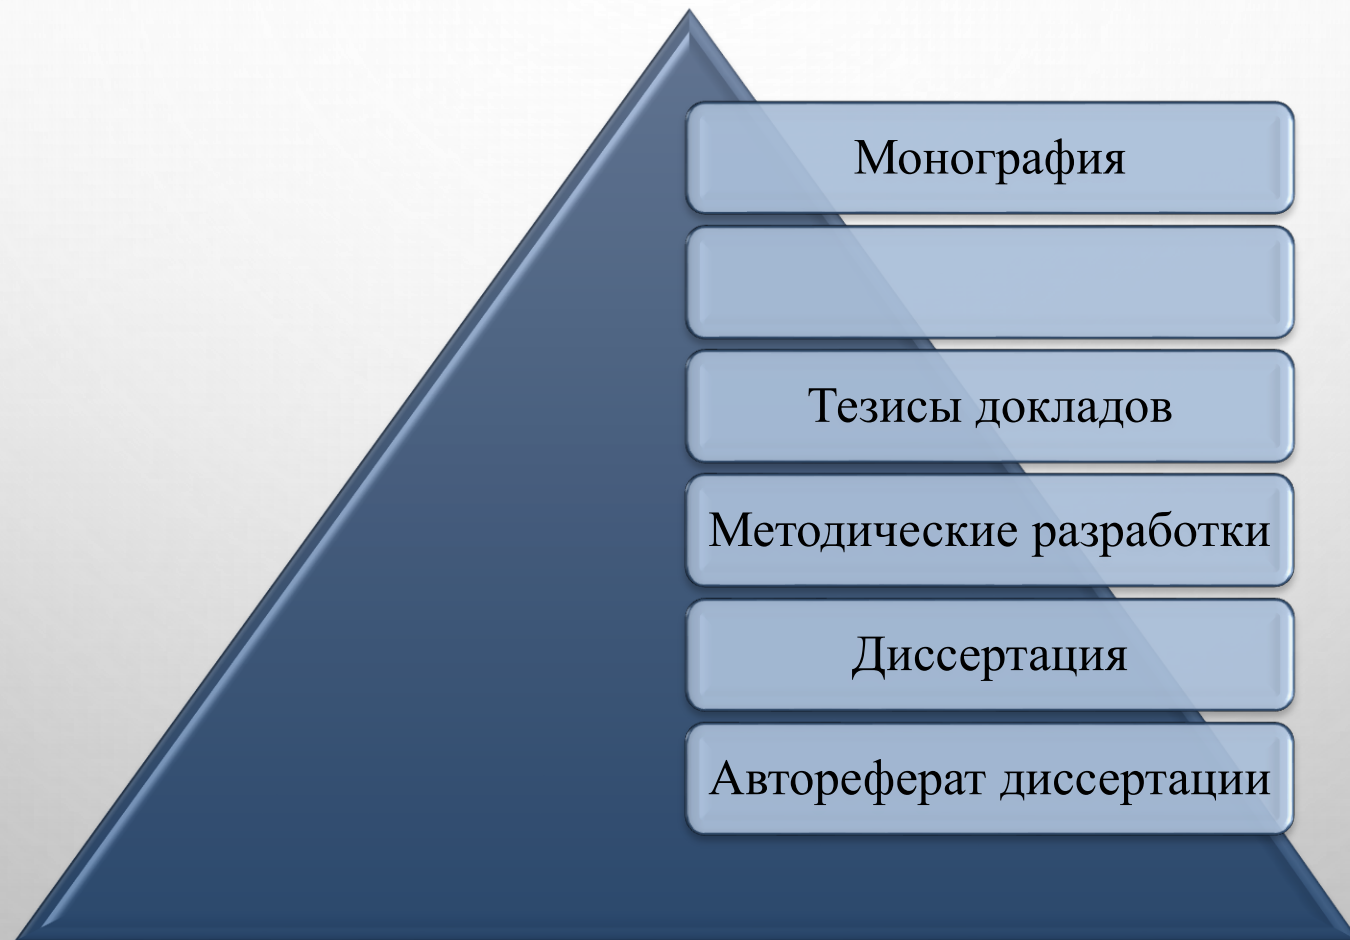 Монография
Тезисы докладов
Методические разработки
Диссертация
Автореферат диссертации